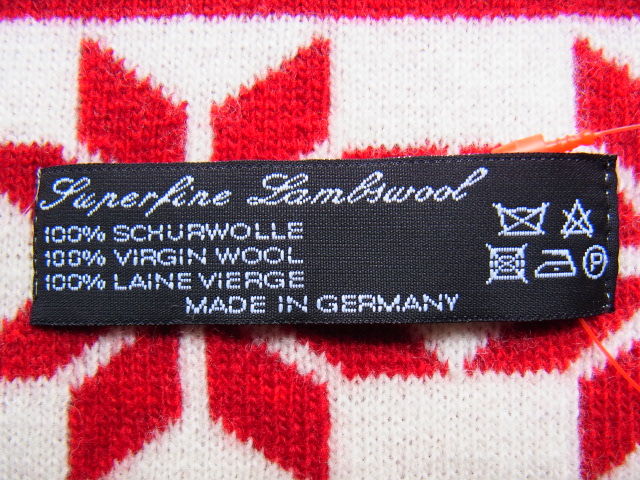 Superfine Lambswool
100% SCHURWOLLE
100% VIRGIN WOOL
100% LAINE VIERGE
MADE IN GERMANY
P